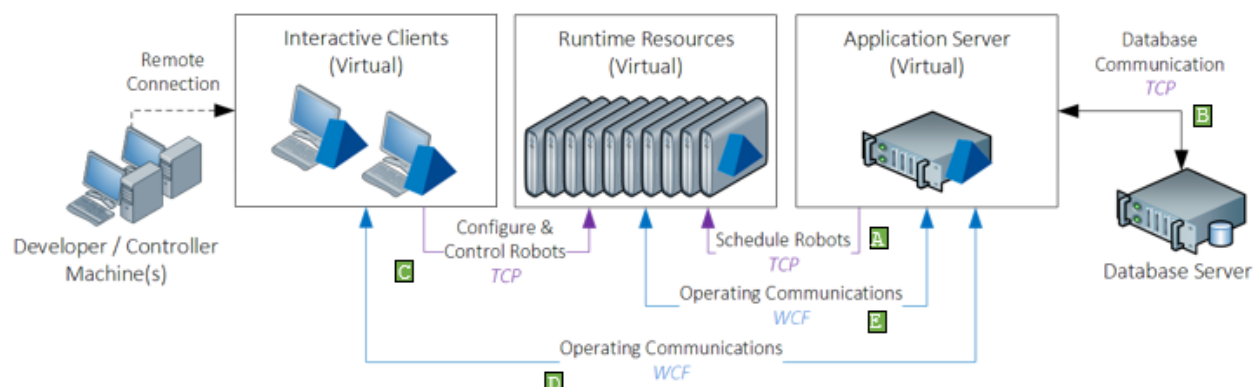 Interactive Clients
(Virtual)
Runtime Resources
(Virtual)
Application Server
(Virtual)
Remote
Connection
Database
Communication
TCP
B
Developer / Controller
Machine(s)
Configure &
Control Robots
TCP
C
Schedule Robots
TCP
A
Database Server
Operating Communications
WCF
E
Operating Communications
WCF
D